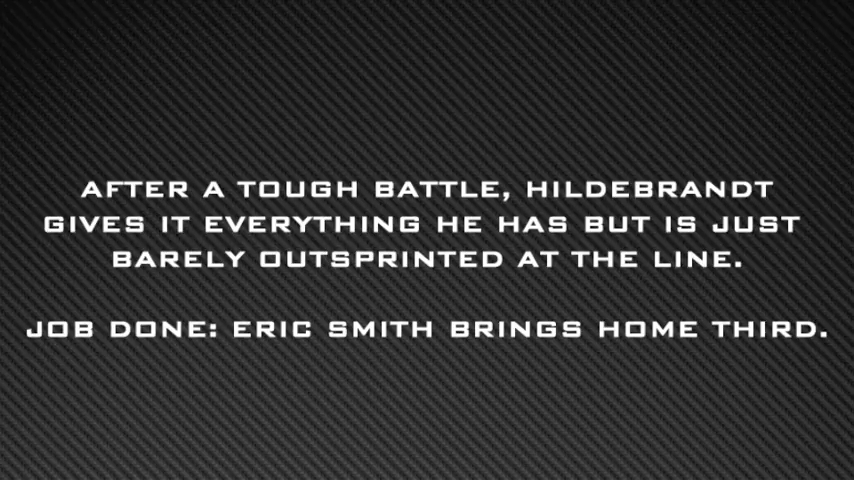 AFTER A TOUGH BATTLE, HILDEBRANDT
GIVES IT EVERYTHING HE HAS BUT IS JUST
BARELY OUTSPRINTED AT THE LINE.
JOB DONE: ERIC SMITH BRINGS HOME THIRD.